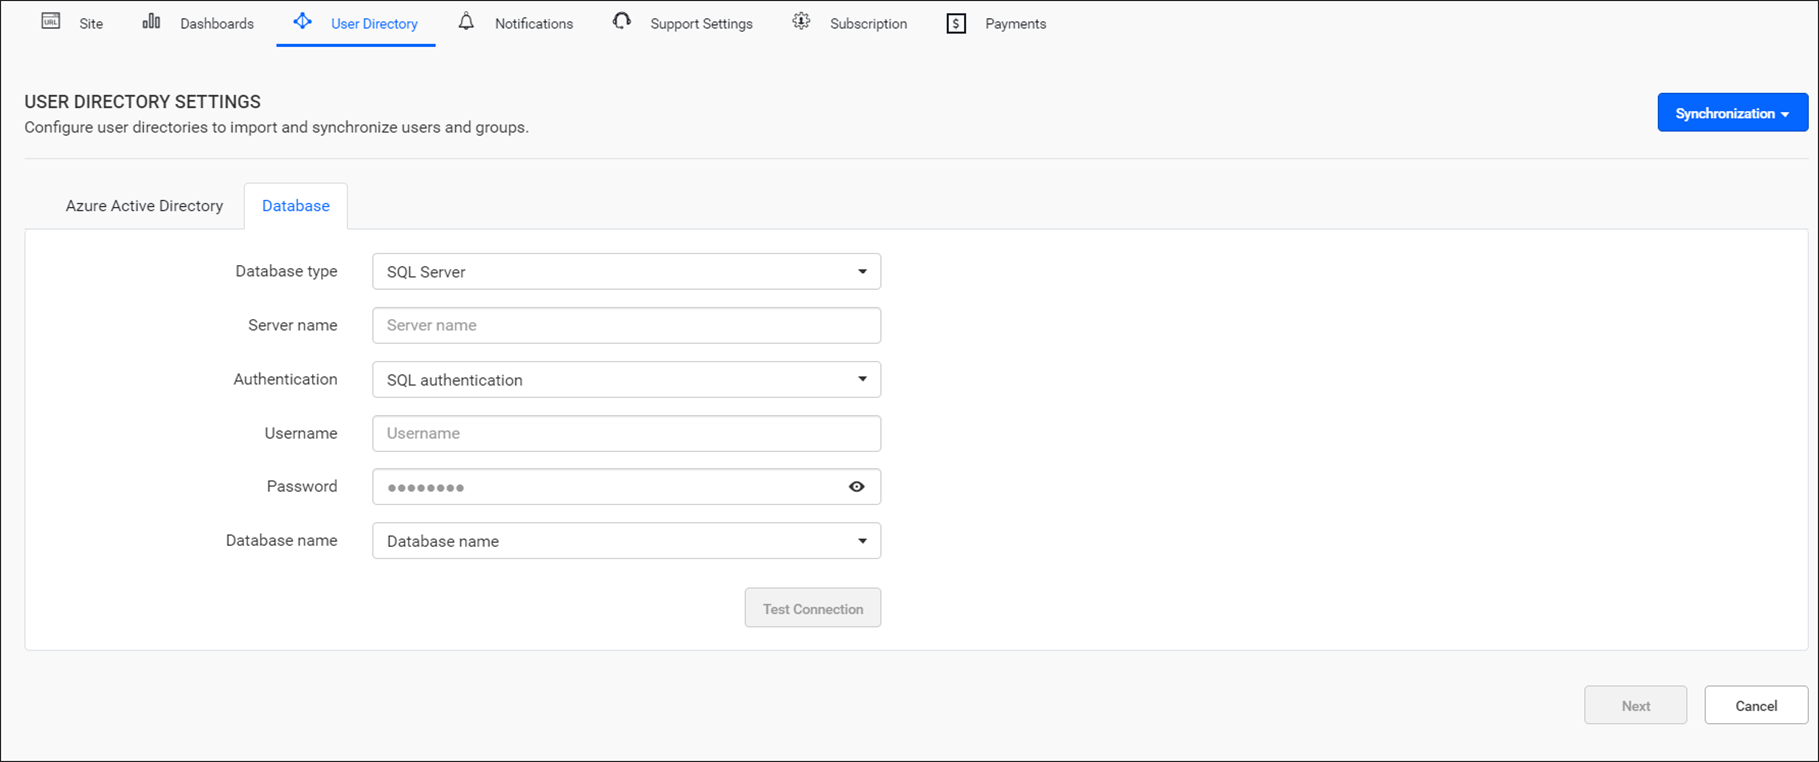 URL Site Dashboards User Directory Notifications Support Settings Subscription $ Payments
USER DIRECTORY SETTINGS
Configure user directories to import and synchronize users and groups.
Synchronization
Azure Active Directory Database
Database type SQL Server
Server name Server name
Authentication SQL authentication
Username Username
Password ●●●●●●●●
Database name Database name
Test Connection
Next Cancel